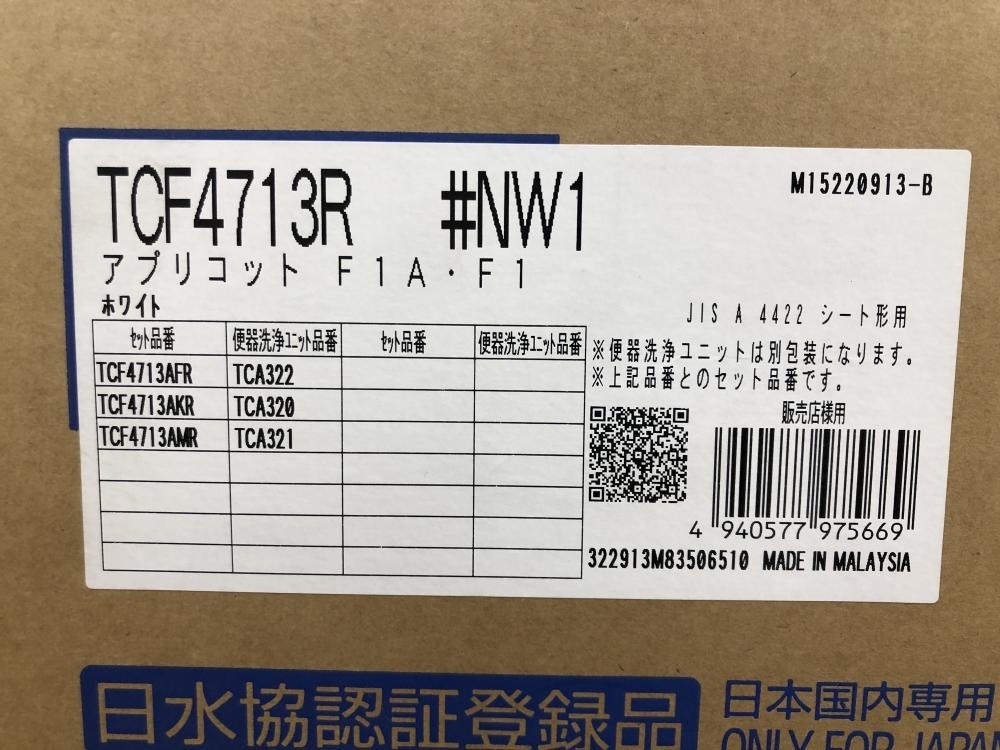 TCF4713R #NW1
M15220913-B
アプリコット F1A・F1
ホワイト
JIS A 4422 シート形用
セット品番 便器洗浄ユニット品番 セット品番 便器洗浄ユニット品番
TCF4713AFR TCA322
TCF4713AKR TCA320
TCF4713AMR TCA321
※便器洗浄ユニットは別包装になります。
※上記品番とのセット品番です。
販売店様用
4 940577 975669
322913M83506510 MADE IN MALAYSIA
日水協認証登録品
日本国内専用
ONLY FOR JAPAN